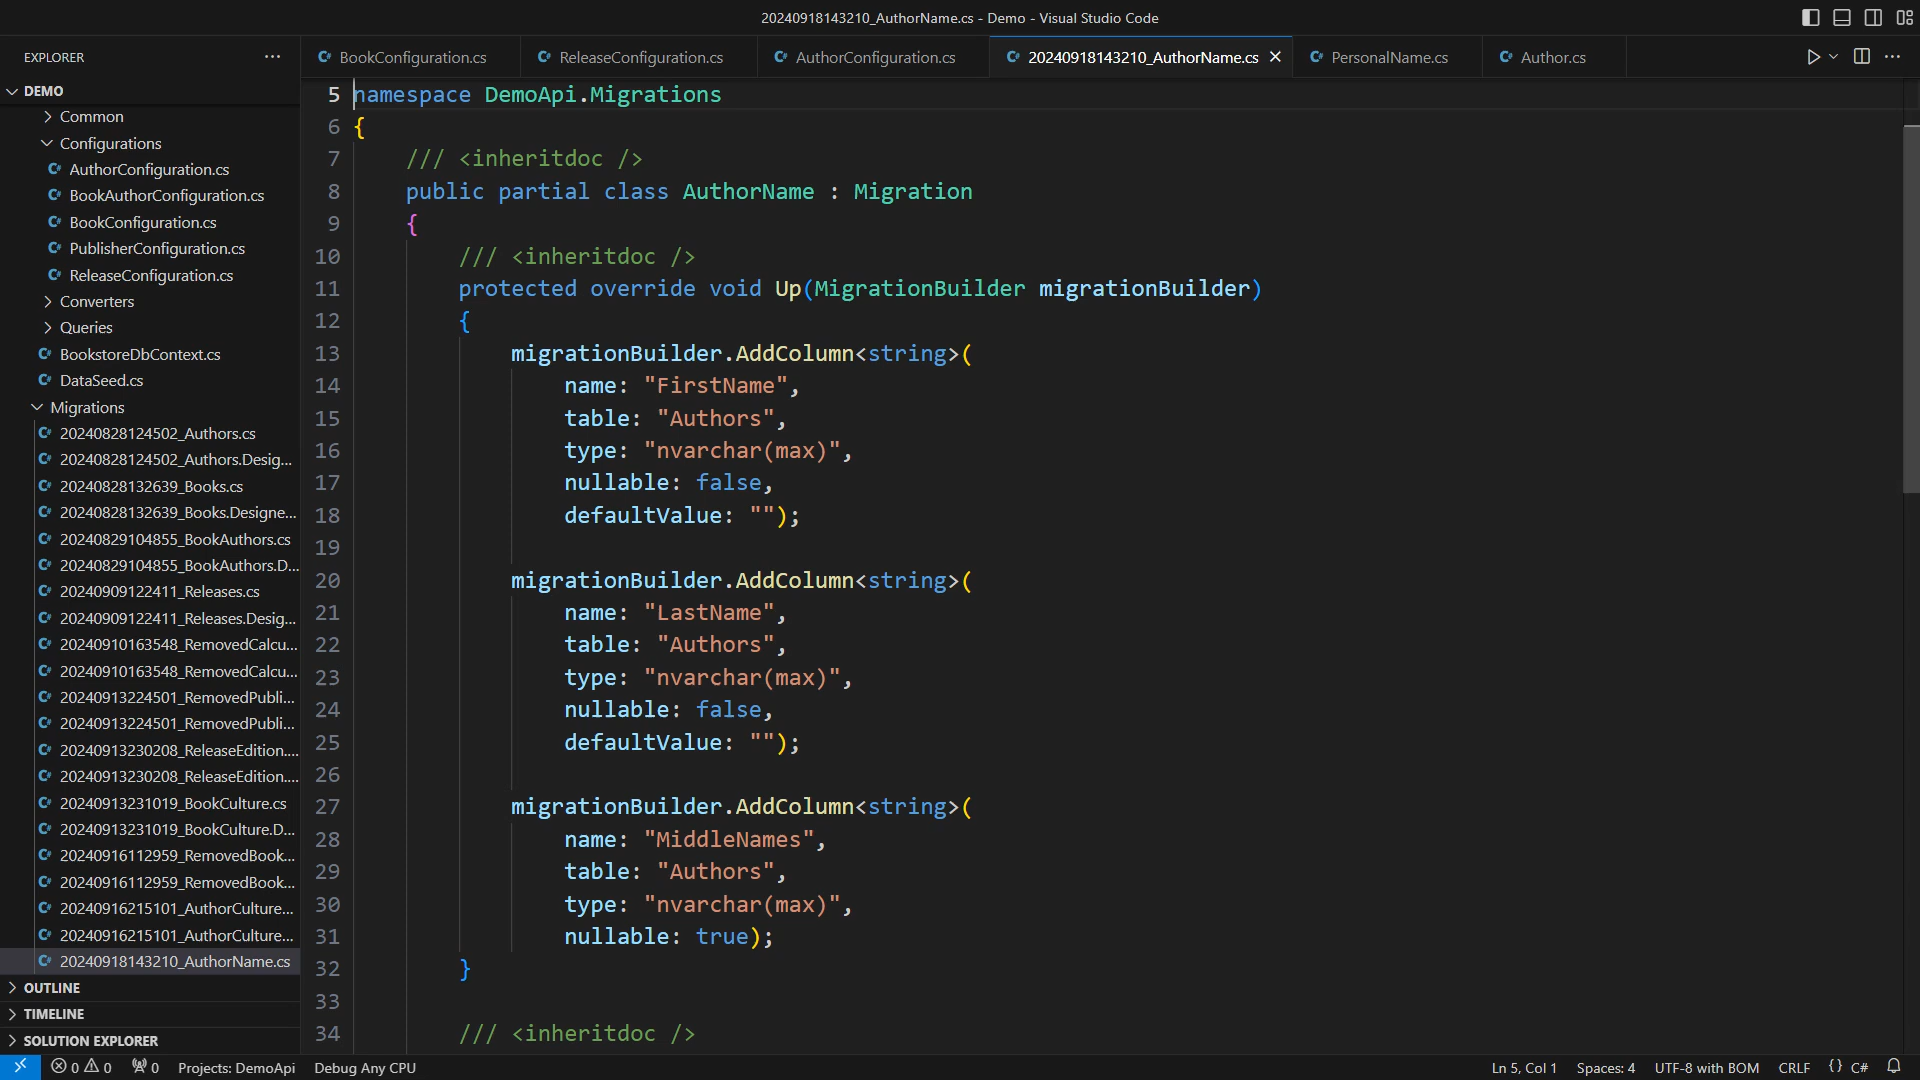 20240918143210_AuthorName.cs - Demo - Visual Studio Code
EXPLORER
BookConfiguration.cs
ReleaseConfiguration.cs
AuthorConfiguration.cs
20240918143210_AuthorName.cs
PersonalName.cs
Author.cs
DEMO
Common
Configurations
AuthorConfiguration.cs
BookAuthorConfiguration.cs
BookConfiguration.cs
PublisherConfiguration.cs
ReleaseConfiguration.cs
Converters
Queries
BookstoreDbContext.cs
DataSeed.cs
Migrations
20240828124502_Authors.cs
20240828124502_Authors.Desig...
20240828132639_Books.cs
20240828132639_Books.Designe...
20240829104855_BookAuthors.cs
20240829104855_BookAuthors.D...
20240909122411_Releases.cs
20240909122411_Releases.Desig...
20240910163548_RemovedCalcu...
20240910163548_RemovedCalcu...
20240913224501_RemovedPubli...
20240913224501_RemovedPubli...
20240913230208_ReleaseEdition....
20240913230208_ReleaseEdition....
20240913231019_BookCulture.cs
20240913231019_BookCulture.D...
20240916112959_RemovedBook...
20240916112959_RemovedBook...
20240916215101_AuthorCulture...
20240916215101_AuthorCulture...
20240918143210_AuthorName.cs
OUTLINE
TIMELINE
SOLUTION EXPLORER
5 namespace DemoApi.Migrations
6 {
7 /// <inheritdoc />
8 public partial class AuthorName : Migration
9 {
10 /// <inheritdoc />
11 protected override void Up(MigrationBuilder migrationBuilder)
12 {
13 migrationBuilder.AddColumn<string>(
14 name: "FirstName",
15 table: "Authors",
16 type: "nvarchar(max)",
17 nullable: false,
18 defaultValue: "");
19
20 migrationBuilder.AddColumn<string>(
21 name: "LastName",
22 table: "Authors",
23 type: "nvarchar(max)",
24 nullable: false,
25 defaultValue: "");
26
27 migrationBuilder.AddColumn<string>(
28 name: "MiddleNames",
29 table: "Authors",
30 type: "nvarchar(max)",
31 nullable: true);
32 }
33
34 /// <inheritdoc />
0 0 0 Projects: DemoApi Debug Any CPU Ln 5, Col 1 Spaces: 4 UTF-8 with BOM CRLF {} C#